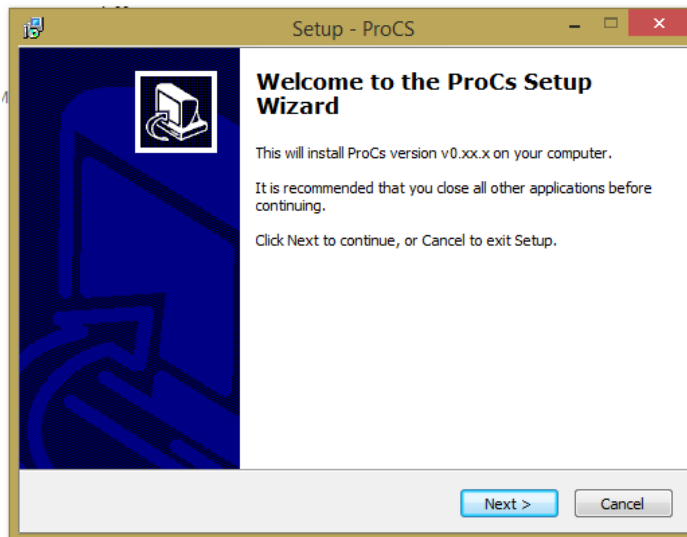 Setup - ProCS
Welcome to the ProCs Setup
Wizard
This will install ProCs version v0.xx.x on your computer.
It is recommended that you close all other applications before
continuing.
Click Next to continue, or Cancel to exit Setup.
Next >
Cancel